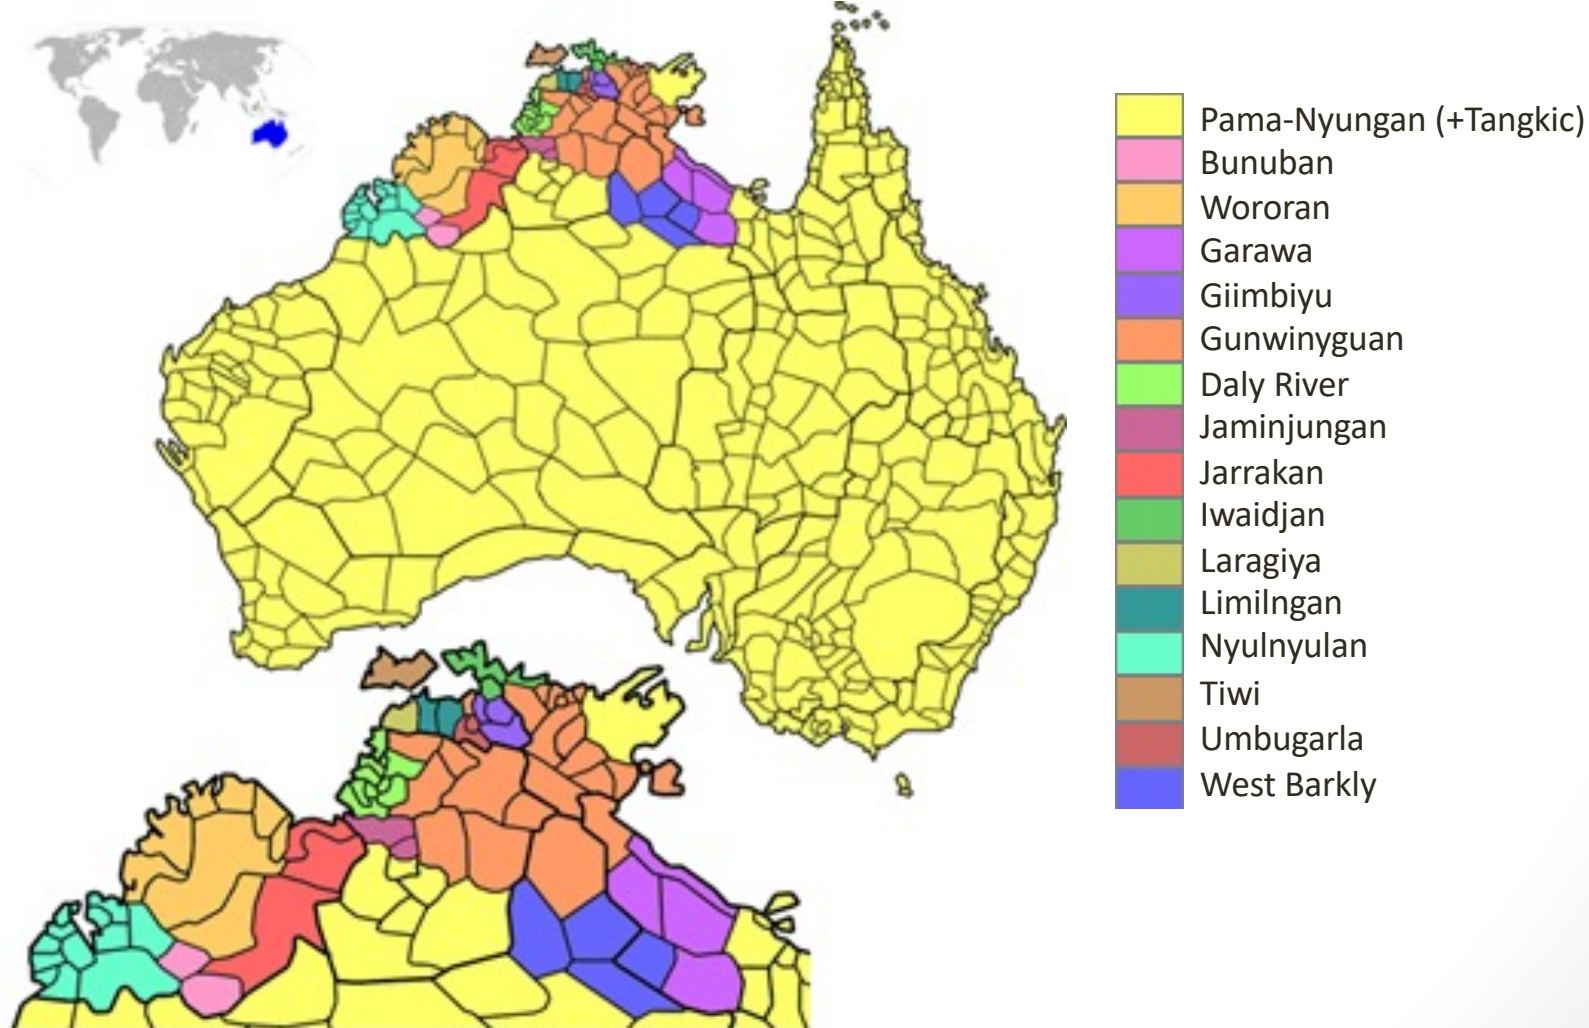 Pama-Nyungan (+Tangkic)
Bunuban
Wororan
Garawa
Giimbiyu
Gunwinyguan
Daly River
Jaminjungan
Jarrakan
Iwaidjan
Laragiya
Limilngan
Nyulnyulan
Tiwi
Umbugarla
West Barkly